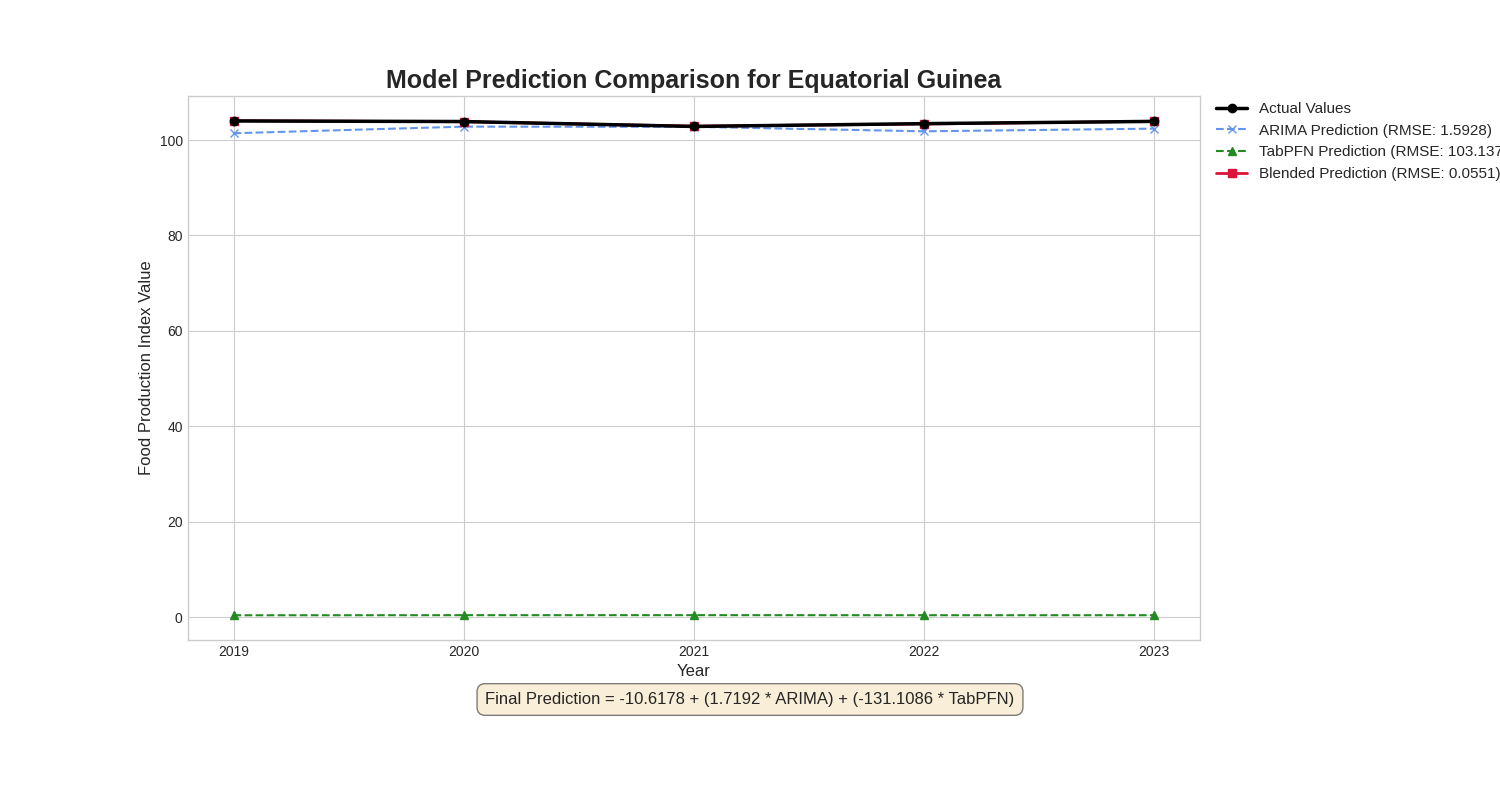 Model Prediction Comparison for Equatorial Guinea
Actual Values
ARIMA Prediction (RMSE: 1.5928)
TabPFN Prediction (RMSE: 103.137
Blended Prediction (RMSE: 0.0551)
Food Production Index Value
100
80
60
40
20
0
2019 2020 2021 2022 2023
Year
Final Prediction = -10.6178 + (1.7192 * ARIMA) + (-131.1086 * TabPFN)